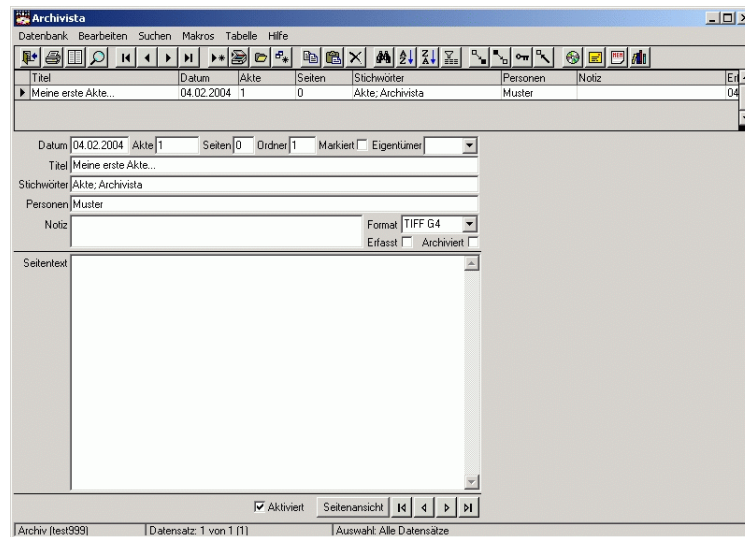 Archivista
Datenbank Bearbeiten Suchen Makros Tabelle Hilfe
Titel Datum Akte Seiten Stichwörter Personen Notiz Erf
Meine erste Akte... 04.02.2004 1 0 Akte; Archivista Muster 04
Datum 04.02.2004 Akte 1 Seiten 0 Ordner 1 Markiert Eigentümer
Titel Meine erste Akte...
Stichwörter Akte; Archivista
Personen Muster
Notiz Format TIFF G4
Erfasst Archiviert
Seitentext
Aktiviert Seitenansicht
Archiv (test999) Datensatz: 1 von 1 (1) Auswahl: Alle Datensätze